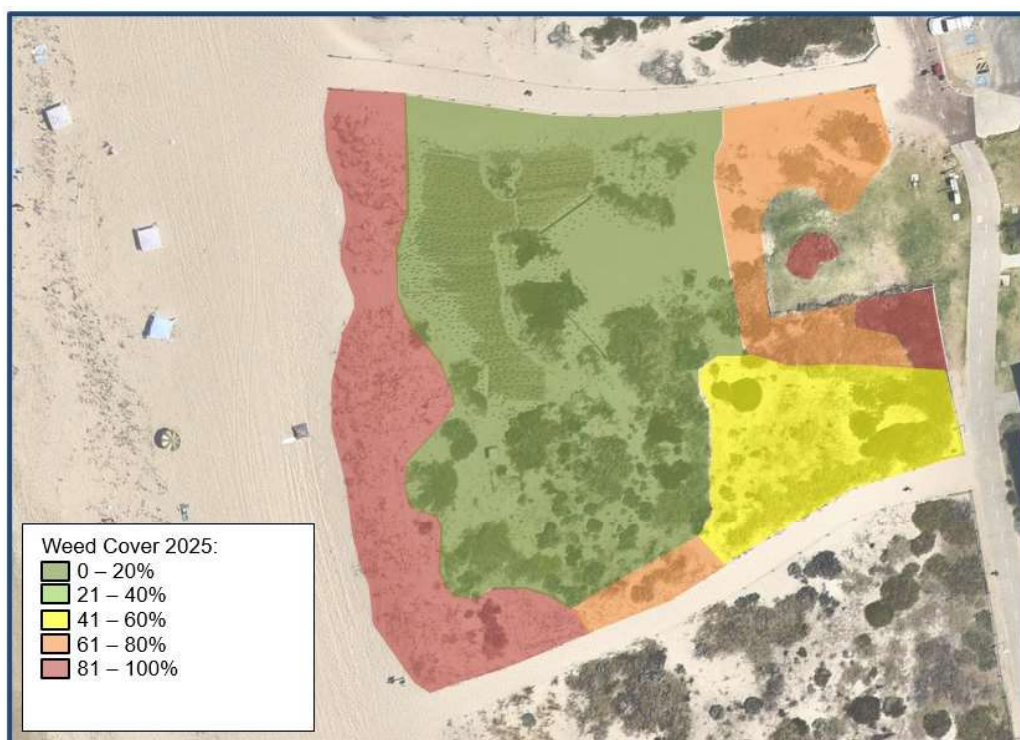 Weed Cover 2025:
0 – 20%
21 – 40%
41 – 60%
61 – 80%
81 – 100%